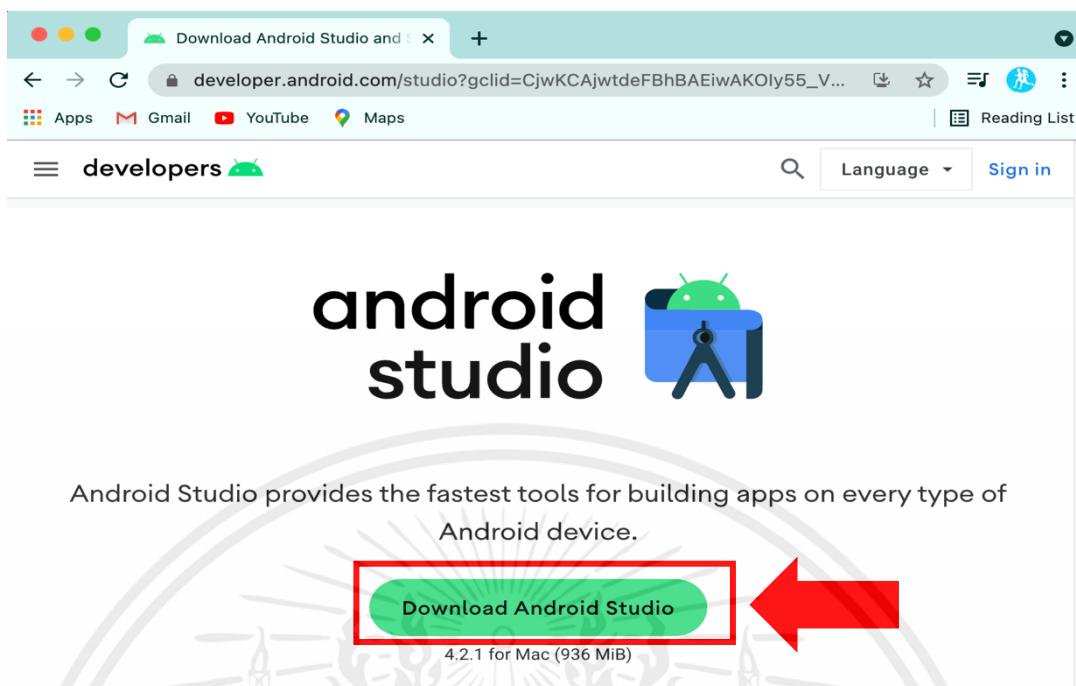 Download Android Studio and S
developer.android.com/studio?gclid=CjwKCAjwtdeFBhBAEiwAKOIy55_V...
Apps Gmail YouTube Maps Reading List
developers Language Sign in
android
studio
Android Studio provides the fastest tools for building apps on every type of
Android device.
Download Android Studio
4.2.1 for Mac (936 MiB)